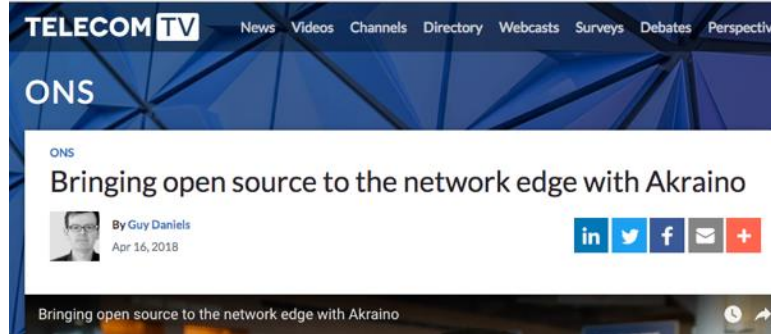 TELECOM TV News Videos Channels Directory Webcasts Surveys Debates Perspectiv
ONS
ONS
Bringing open source to the network edge with Akraino
By Guy Daniels
Apr 16, 2018
in f +
Bringing open source to the network edge with Akraino